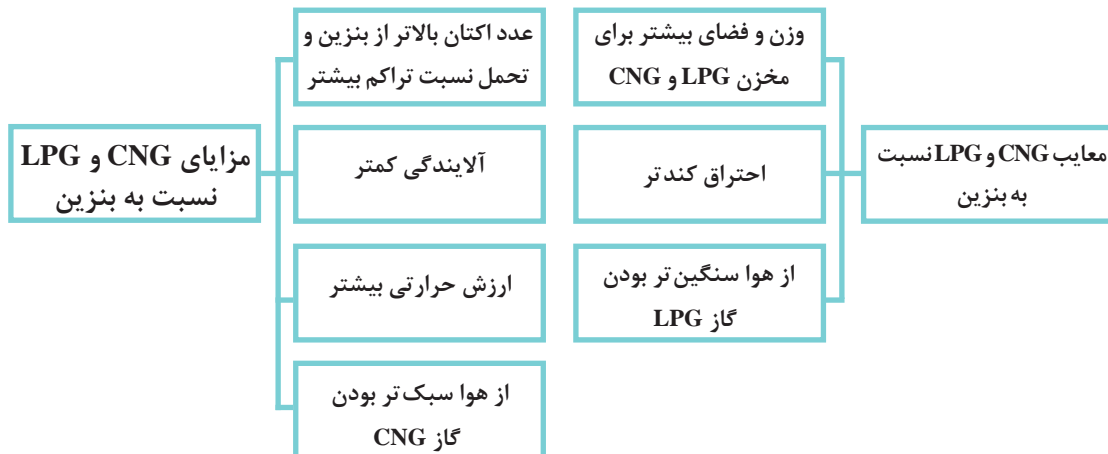 معایب CNG و LPG نسبت
به بنزین
وزن و فضای بیشتر برای
مخزن LPG و CNG
احتراق کندتر
از هوا سنگین‌تر بودن
گاز LPG
مزایای CNG و LPG
نسبت به بنزین
عدد اکتان بالاتر از بنزین و
تحمل نسبت تراکم بیشتر
آلایندگی کمتر
ارزش حرارتی بیشتر
از هوا سبک‌تر بودن
گاز CNG